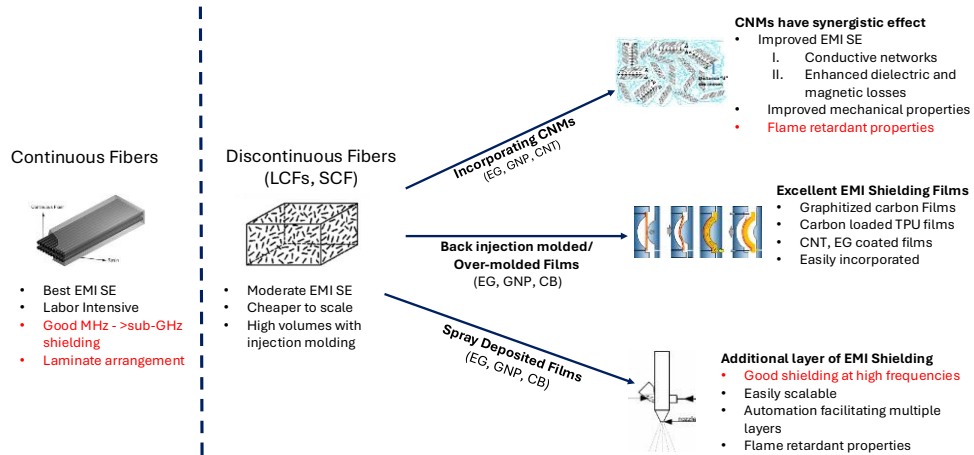 CNMs have synergistic effect
• Improved EMI SE
I. Conductive networks
II. Enhanced dielectric and
magnetic losses
• Improved mechanical properties
• Flame retardant properties
Incorporating CNMs
(EG, GNP, CNT)
Continuous Fibers
Continuous Fiber
Resin
• Best EMI SE
• Labor Intensive
• Good MHz - >sub-GHz
shielding
• Laminate arrangement
Discontinuous Fibers
(LCFs, SCF)
• Moderate EMI SE
• Cheaper to scale
• High volumes with
injection molding
Back injection molded/
Over-molded Films
(EG, GNP, CB)
Excellent EMI Shielding Films
• Graphitized carbon Films
• Carbon loaded TPU films
• CNT, EG coated films
• Easily incorporated
Spray Deposited Films
(EG, GNP, CB)
nozzle
Additional layer of EMI Shielding
• Good shielding at high frequencies
• Easily scalable
• Automation facilitating multiple
layers
• Flame retardant properties